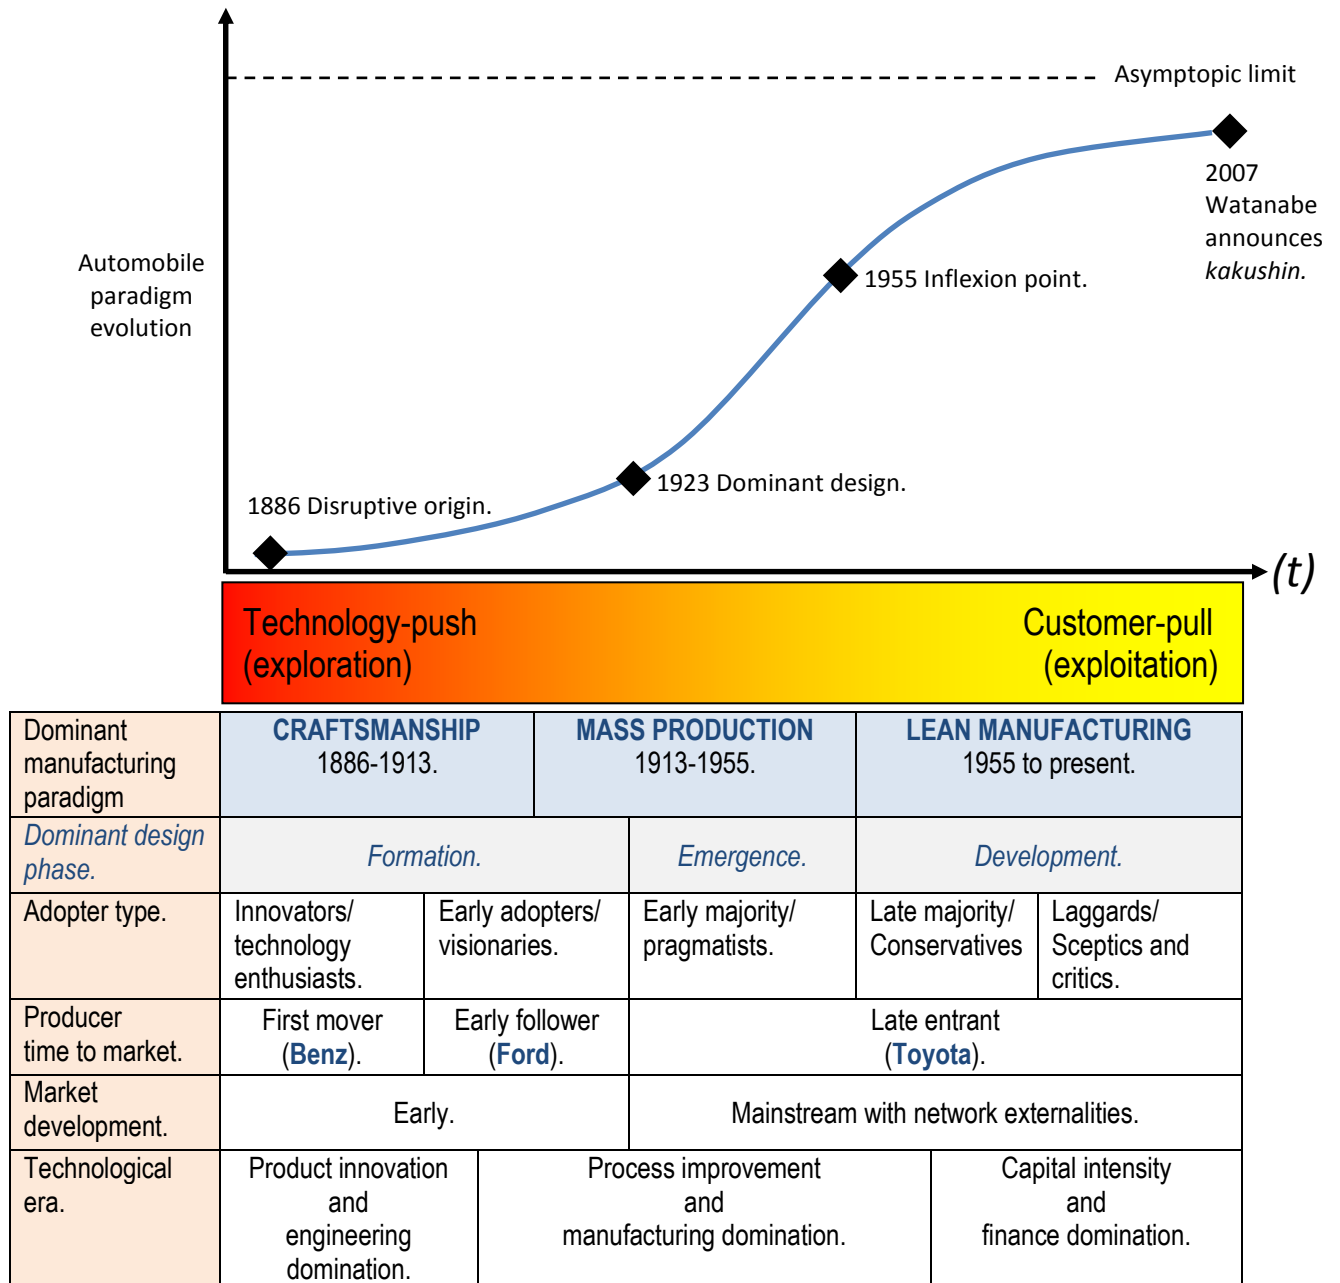 Asymptopic limit
2007
Watanabe
announces
kakushin.
Automobile
paradigm
evolution
1955 Inflexion point.
1923 Dominant design.
1886 Disruptive origin.
(t)
Technology-push
(exploration)
Customer-pull
(exploitation)
Dominant
manufacturing
paradigm
CRAFTSMANSHIP
1886-1913.
MASS PRODUCTION
1913-1955.
LEAN MANUFACTURING
1955 to present.
Dominant design
phase.
Formation.
Emergence.
Development.
Adopter type.
Innovators/
technology
enthusiasts.
Early adopters/
visionaries.
Early majority/
pragmatists.
Late majority/
Conservatives
Laggards/
Sceptics and
critics.
Producer
time to market.
First mover
(Benz).
Early follower
(Ford).
Late entrant
(Toyota).
Market
development.
Early.
Mainstream with network externalities.
Technological
era.
Product innovation
and
engineering
domination.
Process improvement
and
manufacturing domination.
Capital intensity
and
finance domination.